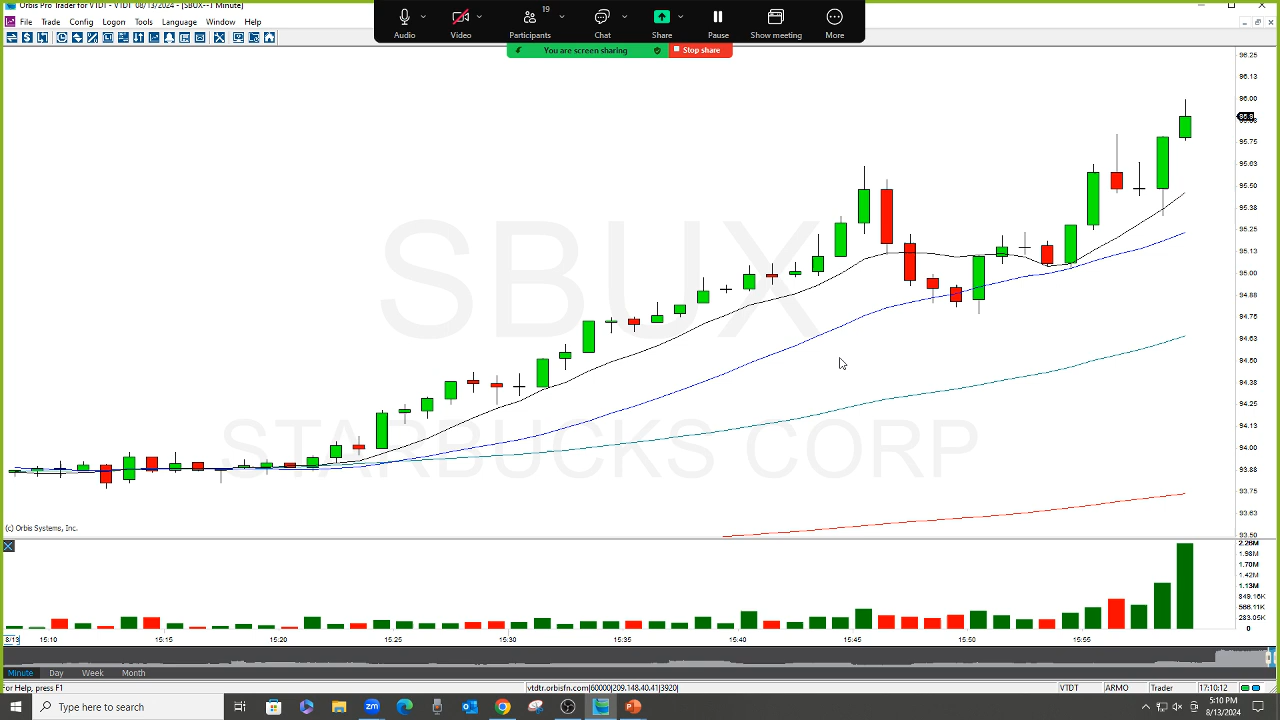 Orbis Pro Trader for VTDT - VTDT 08/13/2024 - [SBUX--1 Minute]
File Trade Config Logon Tools Language Window Help
19
Audio Video Participants Chat Share Pause Show meeting More
You are screen sharing Stop share
96.25
96.13
96.00
95.75
95.63
95.50
95.38
95.25
95.13
95.00
94.88
94.75
94.63
94.50
94.38
94.25
94.13
94.00
93.88
93.75
93.63
93.50
SBUX
STARBUCKS CORP
(c) Orbis Systems, Inc.
2.26M
1.98M
1.70M
1.42M
1.13M
849.16K
566.11K
283.05K
0
8/13 15:10 15:15 15:20 15:25 15:30 15:35 15:40 15:45 15:50 15:55
Minute Day Week Month
For Help, press F1 vtdtr.orbisfn.com|60000|209.148.40.41|3920| VTDT ARMO Trader 17:10:12
Type here to search
5:10 PM
8/13/2024